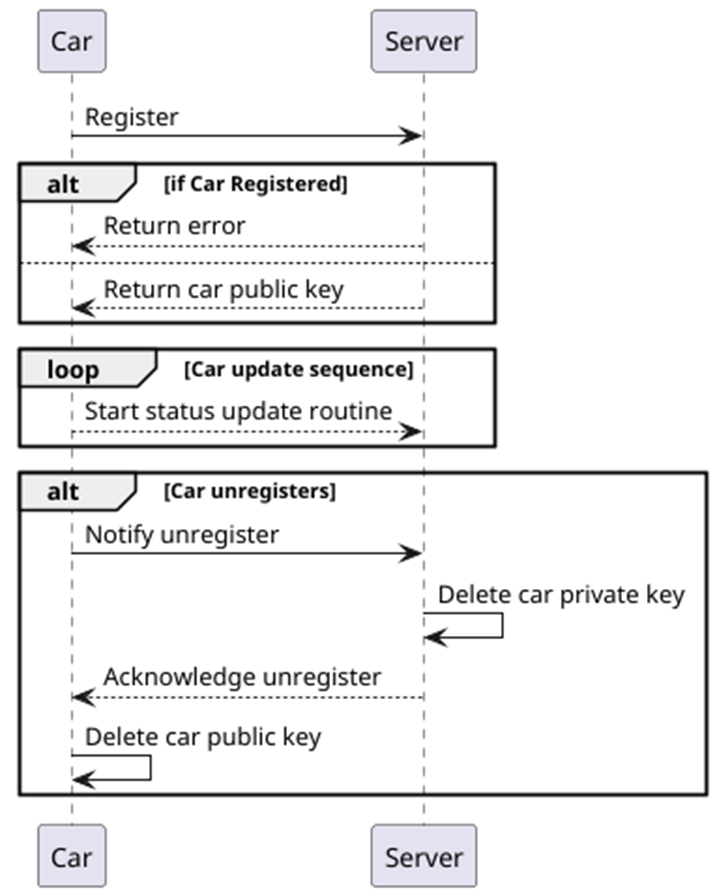 Car Server
Register
alt [if Car Registered]
Return error
Return car public key
loop [Car update sequence]
Start status update routine
alt [Car unregisters]
Notify unregister
Delete car private key
Acknowledge unregister
Delete car public key
Car Server